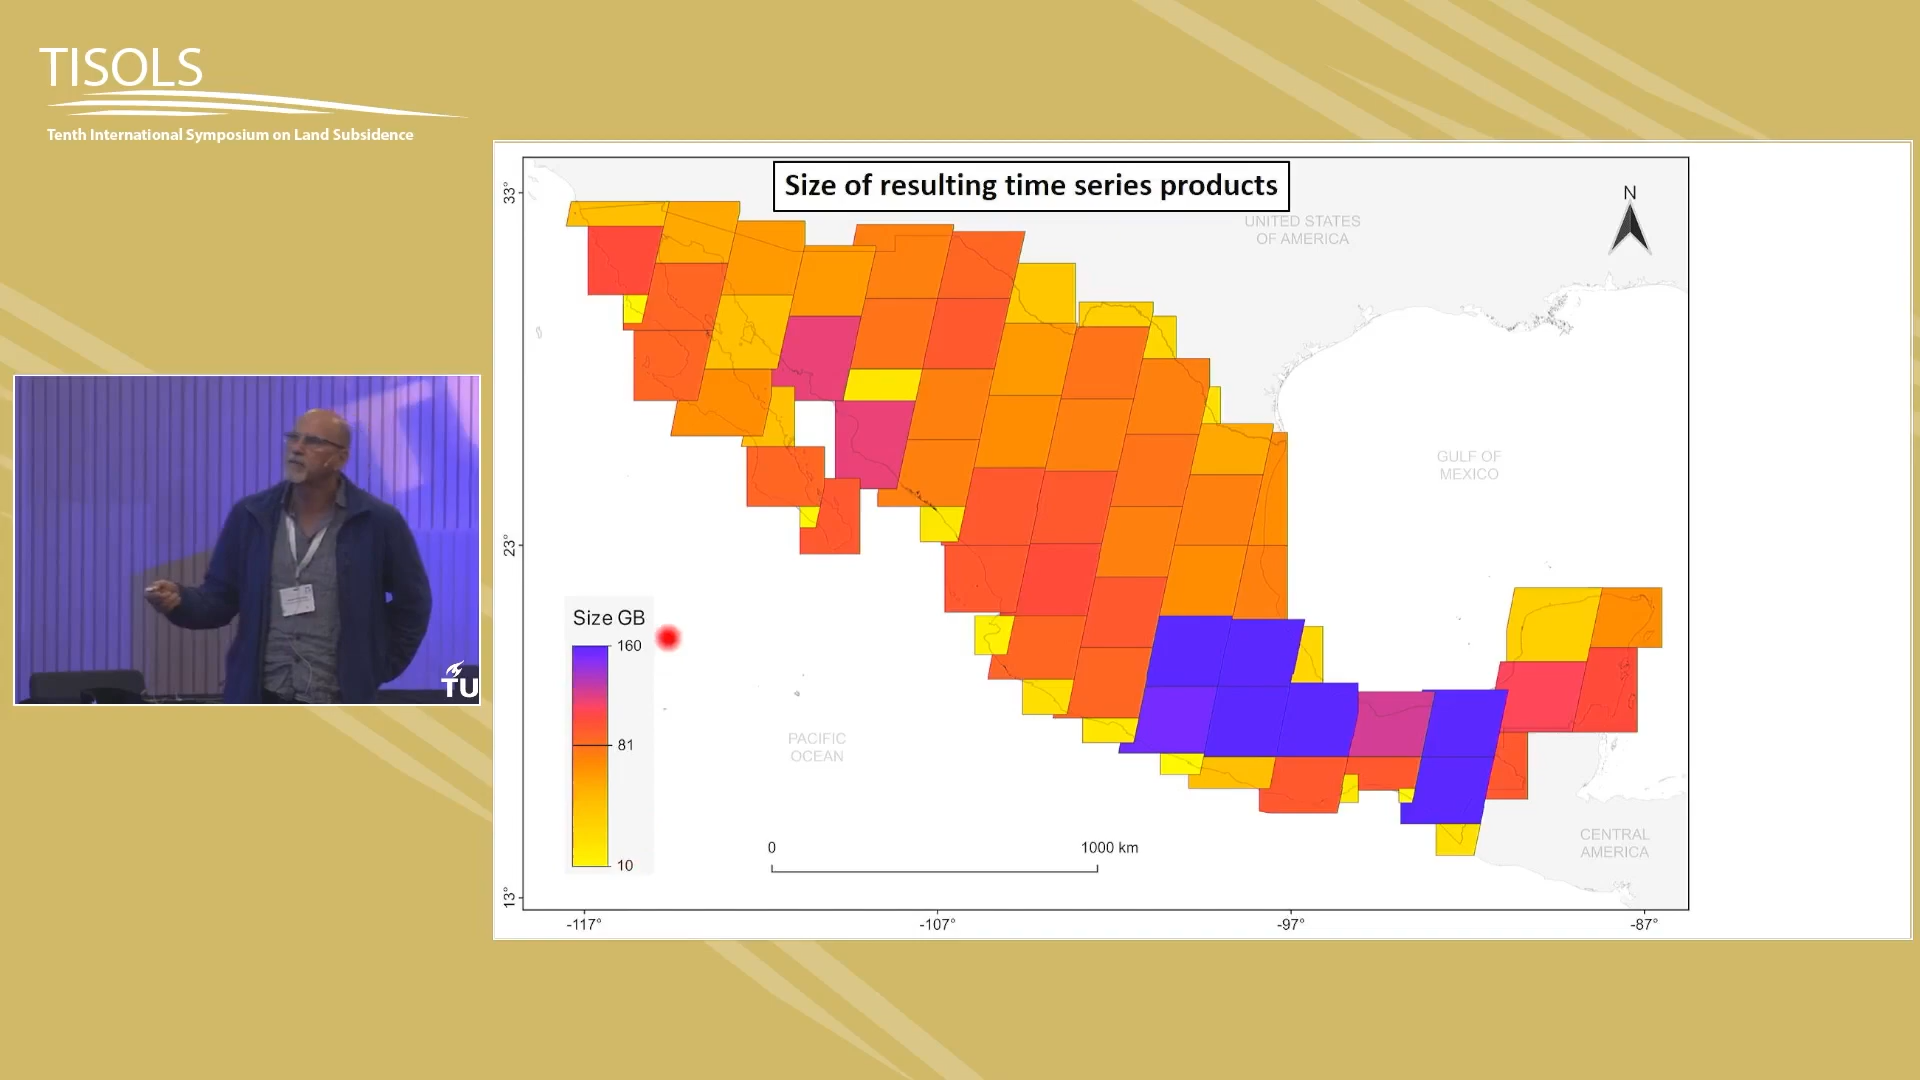 TISOLS
Tenth International Symposium on Land Subsidence
Size of resulting time series products
N
UNITED STATES
OF AMERICA
33°
GULF OF
MEXICO
23°
Size GB
160
81
10
PACIFIC
OCEAN
0
1000 km
CENTRAL
AMERICA
13°
-117°
-107°
-97°
-87°
TU